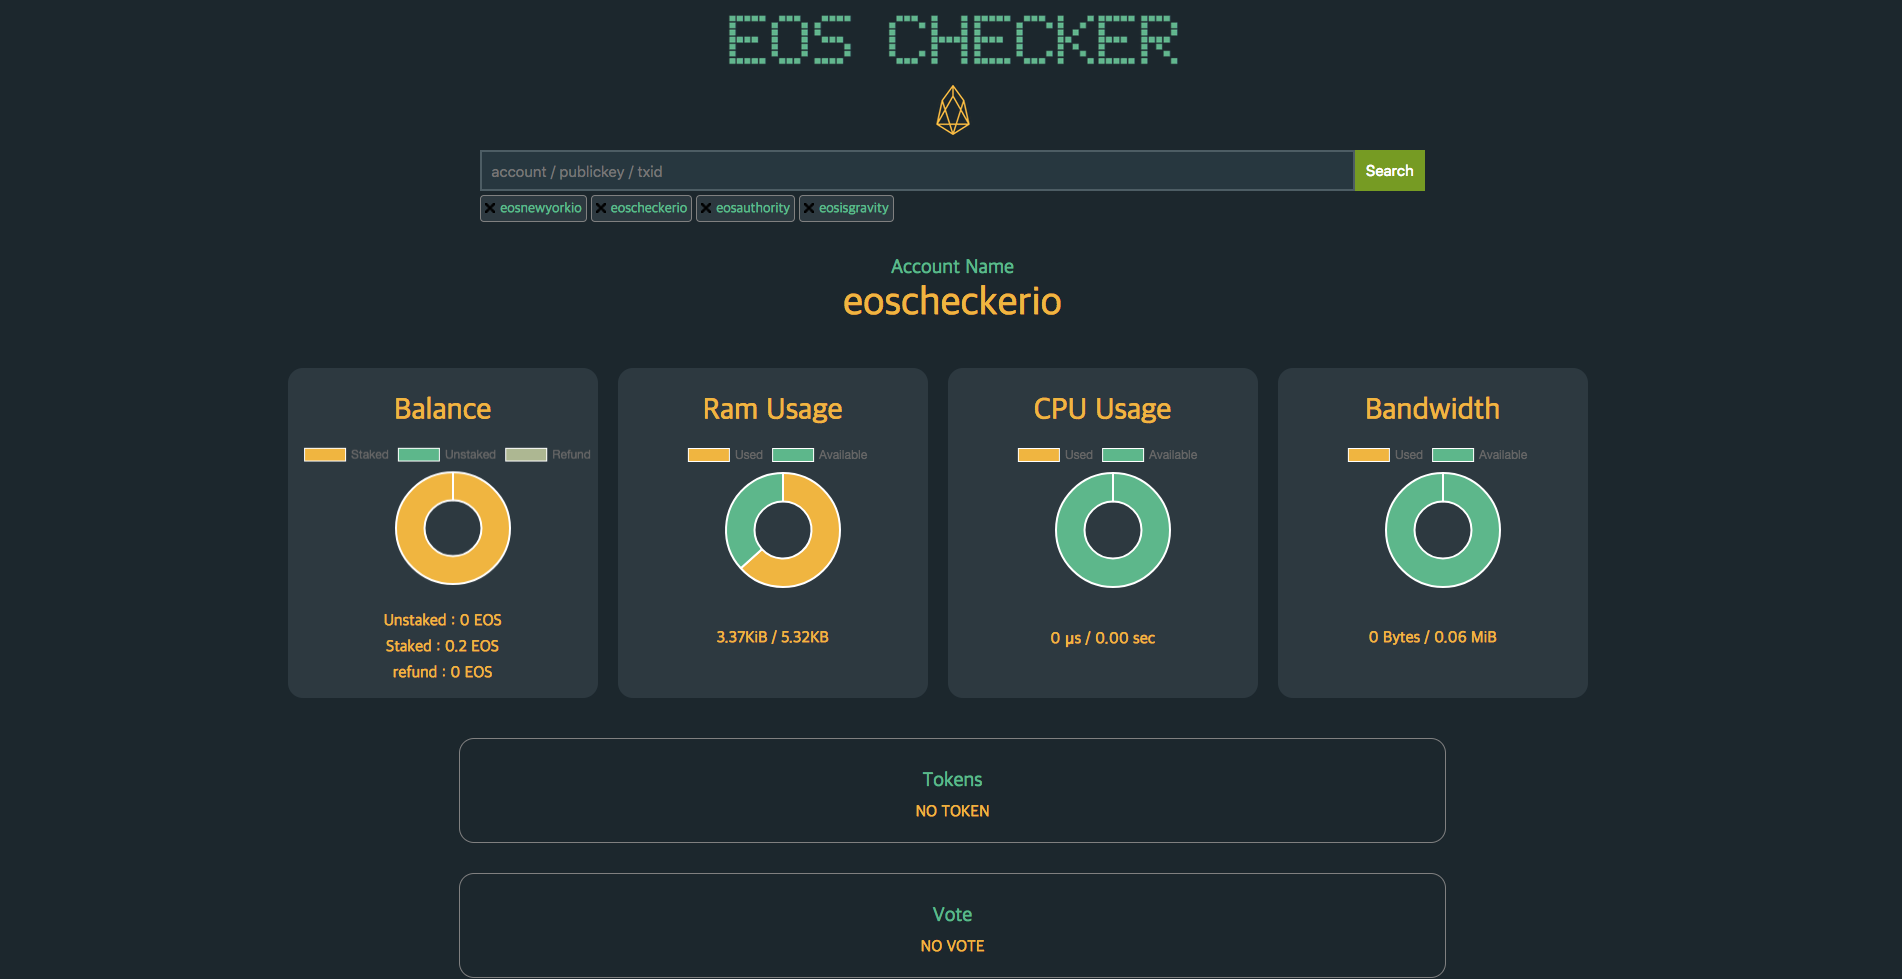 EOS CHECKER
account / publickey / txid
Search
eosnewyorkio eoscheckerio eosauthority eosisgravity
Account Name
eoscheckerio
Balance
Staked Unstaked Refund
Unstaked : 0 EOS
Staked : 0.2 EOS
refund : 0 EOS
Ram Usage
Used Available
3.37KiB / 5.32KB
CPU Usage
Used Available
0 µs / 0.00 sec
Bandwidth
Used Available
0 Bytes / 0.06 MiB
Tokens
NO TOKEN
Vote
NO VOTE